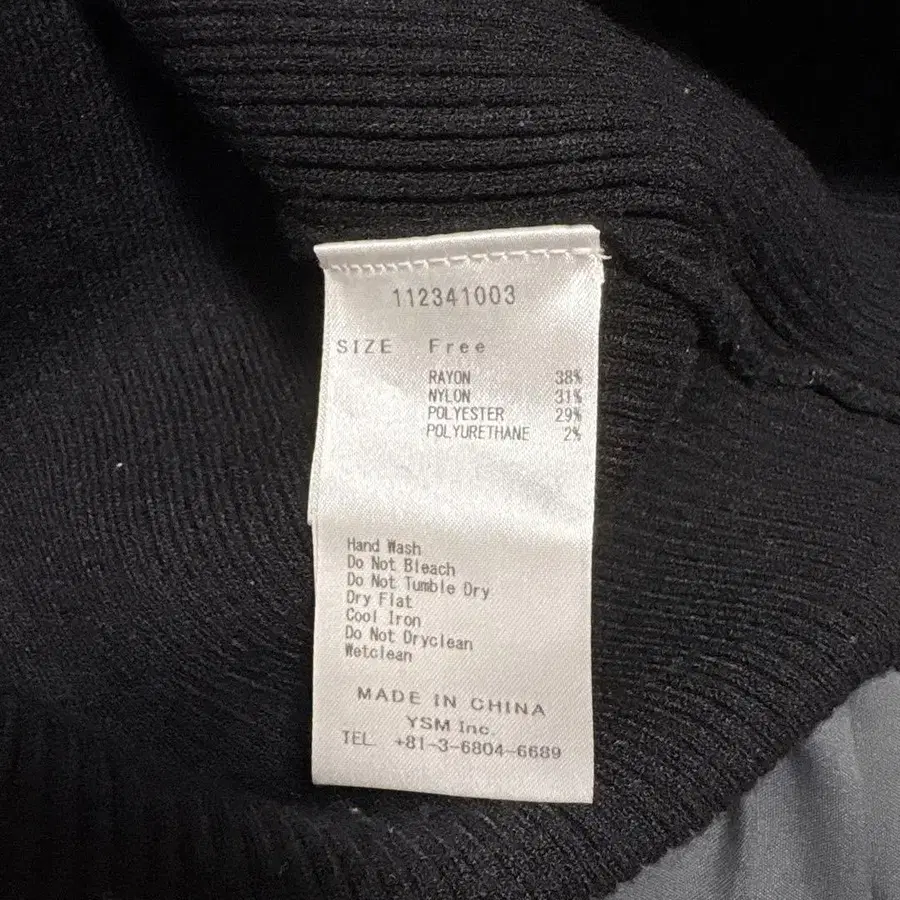 112341003
SIZE Free
RAYON 38%
NYLON 31%
POLYESTER 29%
POLYURETHANE 2%
Hand Wash
Do Not Bleach
Do Not Tumble Dry
Dry Flat
Cool Iron
Do Not Dryclean
Wetclean
MADE IN CHINA
YSM Inc.
TEL. +81-3-6804-6689